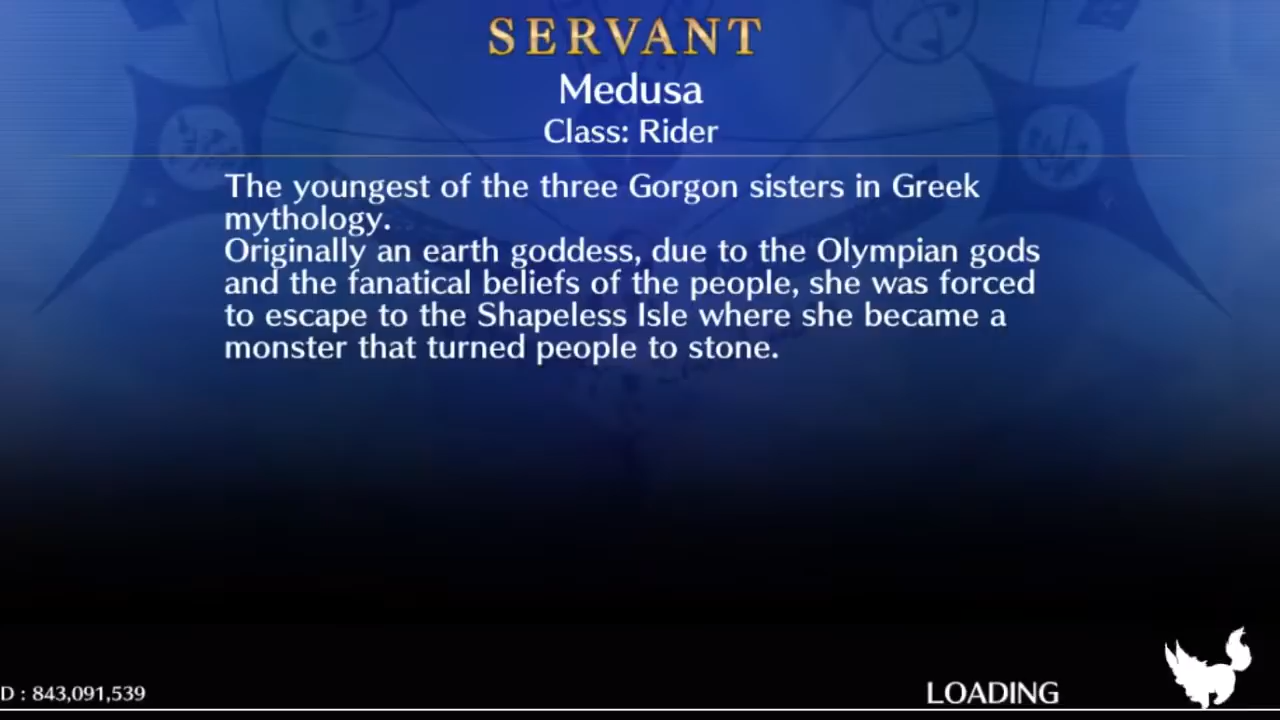 SERVANT
Medusa
Class: Rider
The youngest of the three Gorgon sisters in Greek
mythology.
Originally an earth goddess, due to the Olympian gods
and the fanatical beliefs of the people, she was forced
to escape to the Shapeless Isle where she became a
monster that turned people to stone.
D : 843,091,539
LOADING